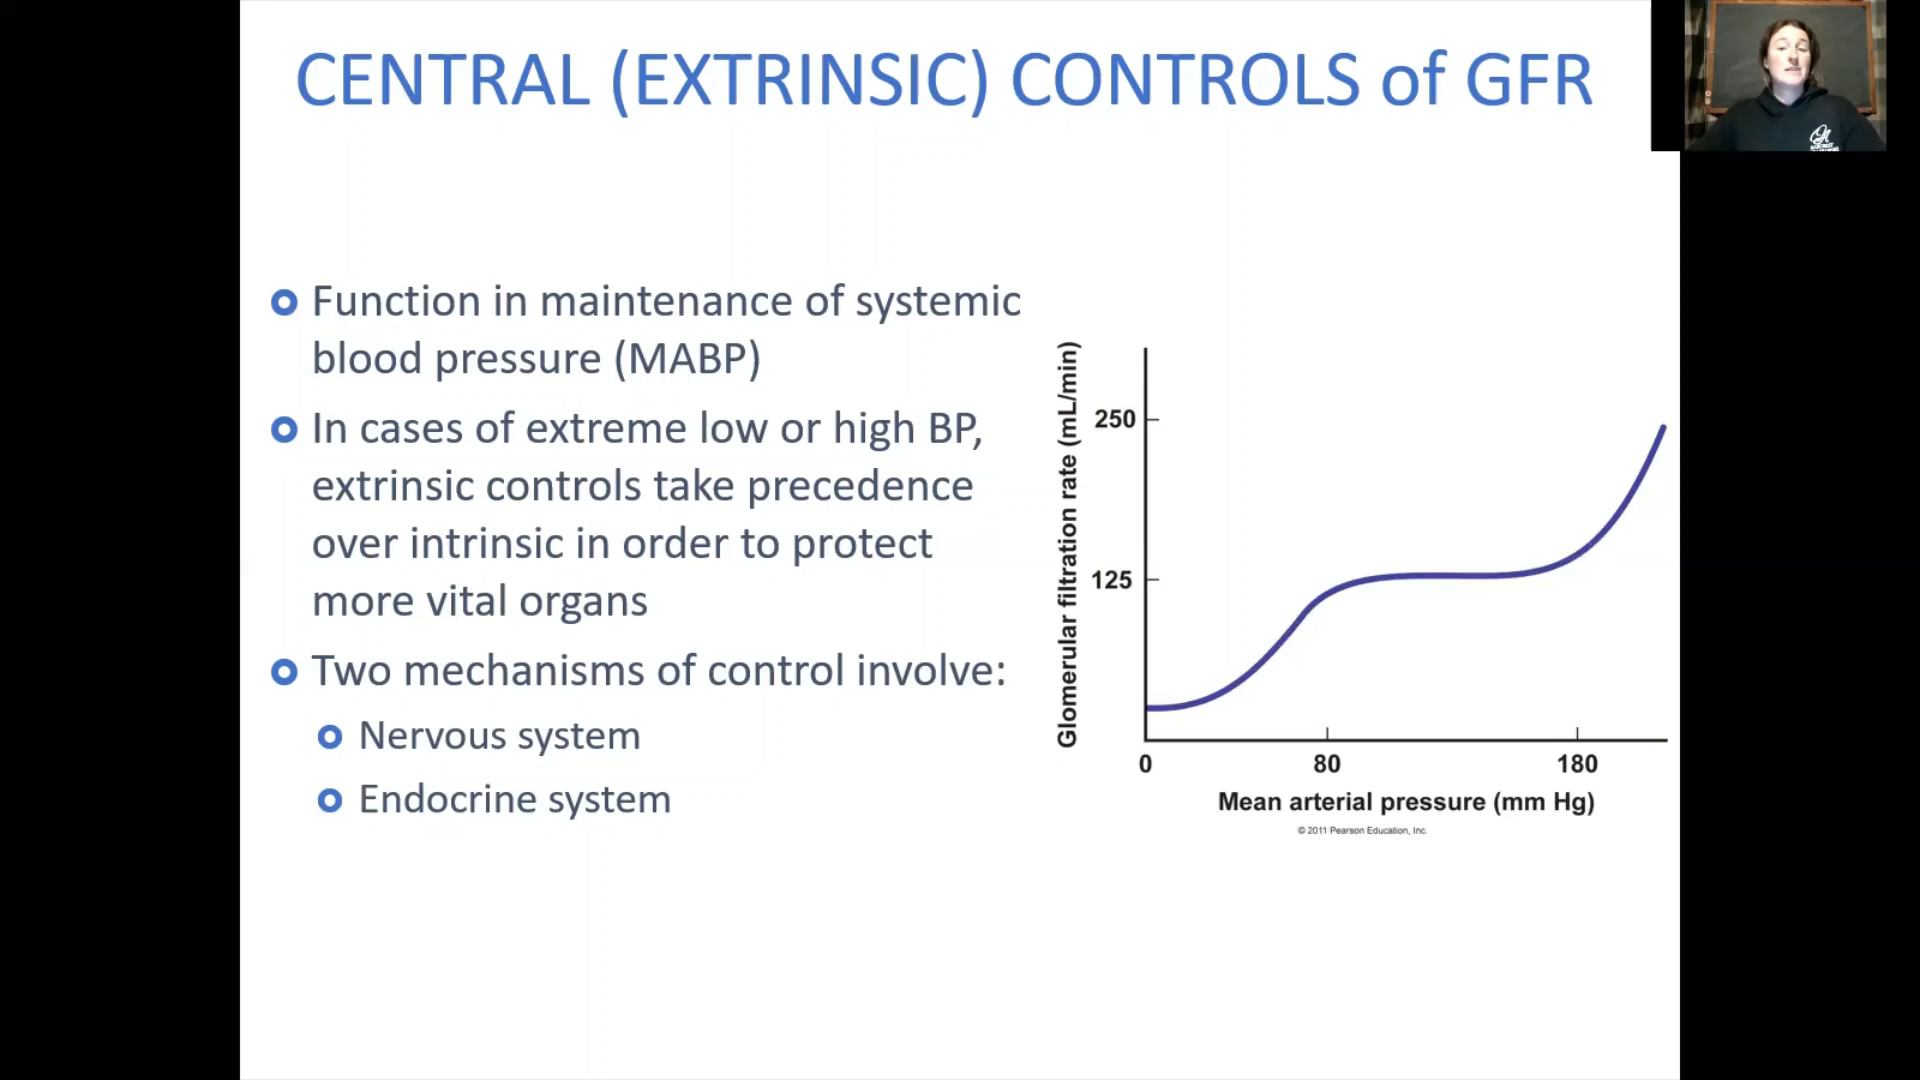 CENTRAL (EXTRINSIC) CONTROLS of GFR
Function in maintenance of systemic
blood pressure (MABP)
In cases of extreme low or high BP,
extrinsic controls take precedence
over intrinsic in order to protect
more vital organs
Two mechanisms of control involve:
Nervous system
Endocrine system
Glomerular filtration rate (mL/min)
250
125
0
80
180
Mean arterial pressure (mm Hg)
© 2011 Pearson Education, Inc.